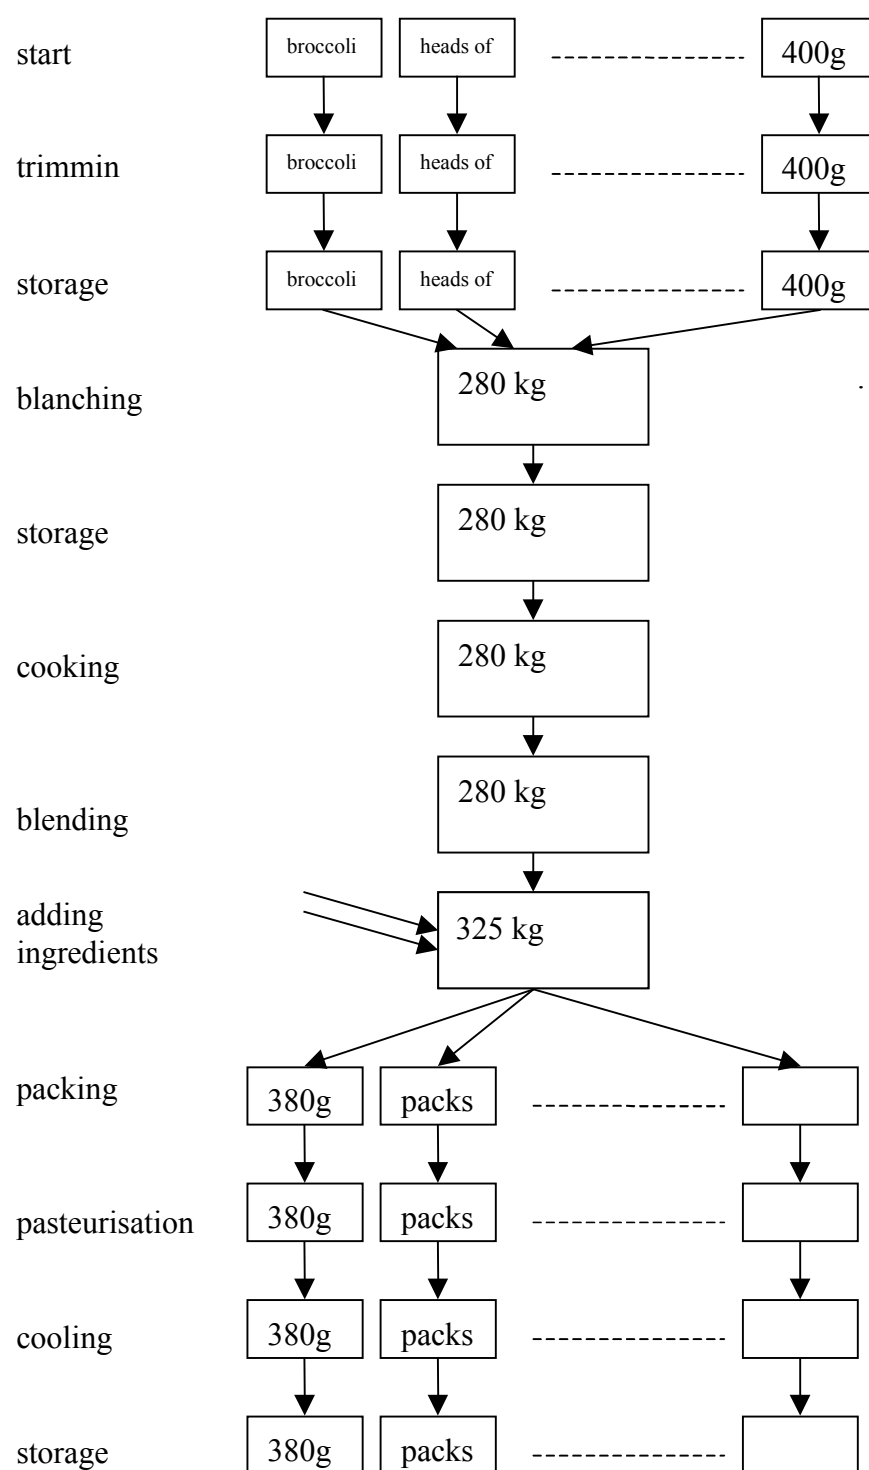 start broccoli heads of 400g
trimmin broccoli heads of 400g
storage broccoli heads of 400g
blanching 280 kg
storage 280 kg
cooking 280 kg
blending 280 kg
adding
ingredients 325 kg
packing 380g packs
pasteurisation 380g packs
cooling 380g packs
storage 380g packs